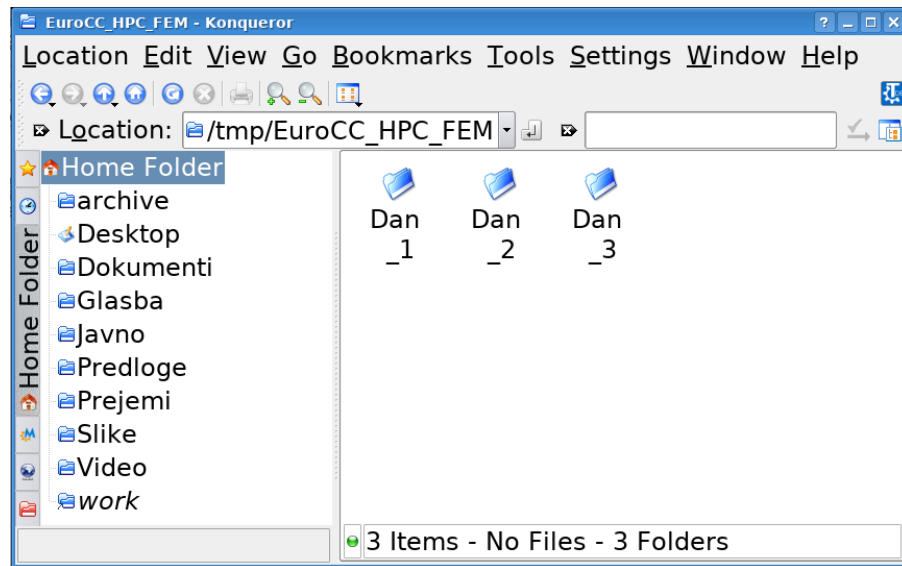 EuroCC_HPC_FEM - Konqueror
Location Edit View Go Bookmarks Tools Settings Window Help
Location: /tmp/EuroCC_HPC_FEM
Home Folder
Home Folder
archive
Desktop
Dokumenti
Glasba
Javno
Predloge
Prejemi
Slike
Video
work
Dan
_1
Dan
_2
Dan
_3
3 Items - No Files - 3 Folders